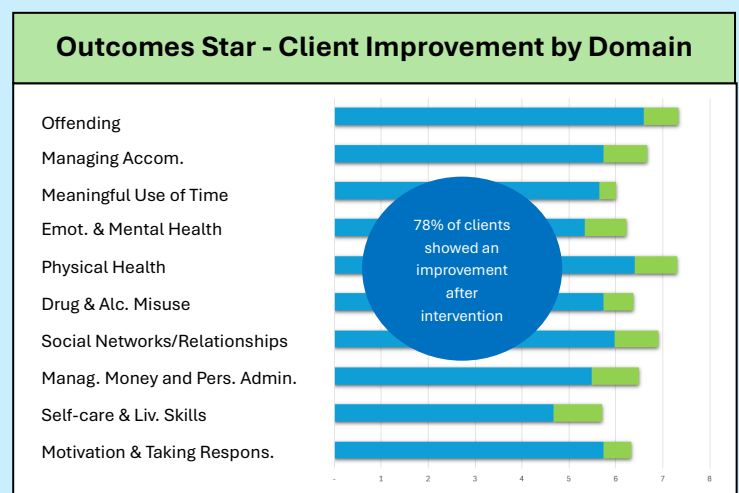 Outcomes Star - Client Improvement by Domain
Offending
Managing Accom.
Meaningful Use of Time
Emot. & Mental Health
Physical Health
Drug & Alc. Misuse
Social Networks/Relationships
Manag. Money and Pers. Admin.
Self-care & Liv. Skills
Motivation & Taking Respons.
78% of clients
showed an
improvement
after
intervention
- 1 2 3 4 5 6 7 8